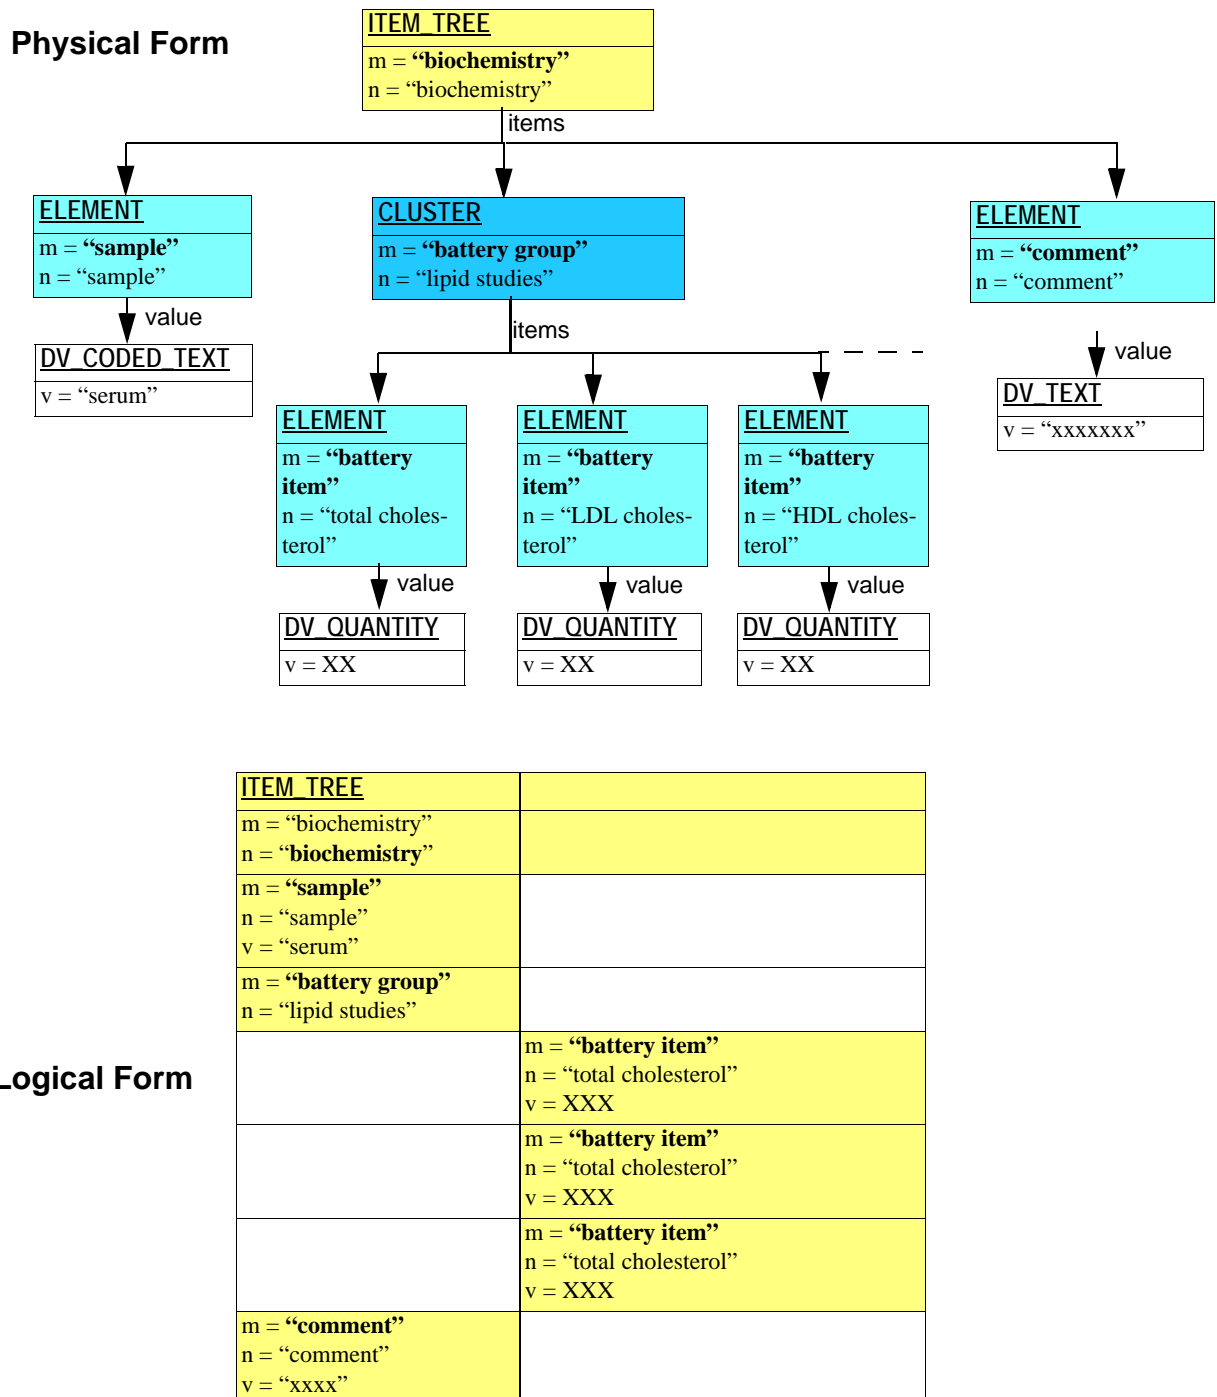 Physical Form
ITEM_TREE
m = “biochemistry”
n = “biochemistry”
items
ELEMENT
m = “sample”
n = “sample”
value
DV_CODED_TEXT
v = “serum”
CLUSTER
m = “battery group”
n = “lipid studies”
items
ELEMENT
m = “comment”
n = “comment”
value
DV_TEXT
v = “xxxxxxx”
ELEMENT
m = “battery
item”
n = “total choles-
terol”
value
DV_QUANTITY
v = XX
ELEMENT
m = “battery
item”
n = “LDL choles-
terol”
value
DV_QUANTITY
v = XX
ELEMENT
m = “battery
item”
n = “HDL choles-
terol”
value
DV_QUANTITY
v = XX
Logical Form
ITEM_TREE
m = “biochemistry”
n = “biochemistry”
m = “sample”
n = “sample”
v = “serum”
m = “battery group”
n = “lipid studies”
m = “battery item”
n = “total cholesterol”
v = XXX
m = “battery item”
n = “total cholesterol”
v = XXX
m = “battery item”
n = “total cholesterol”
v = XXX
m = “comment”
n = “comment”
v = “xxxx”